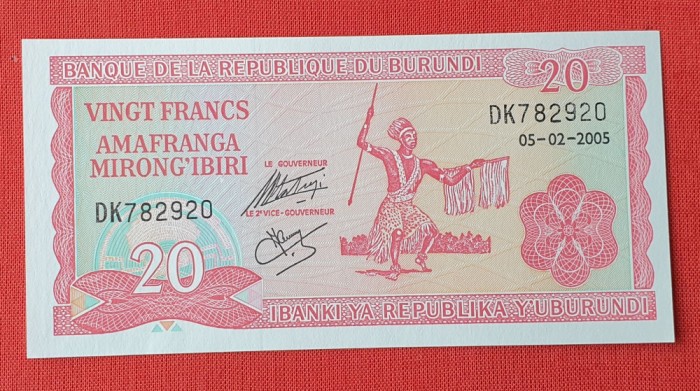 BANQUE DE LA REPUBLIQUE DU BURUNDI
20
VINGT FRANCS
AMAFRANGA
MIRONG'IBIRI
DK782920
05-02-2005
LE GOUVERNEUR
LE 2e VICE-GOUVERNEUR
DK782920
20
IBANKI YA REPUBLIKA Y'UBURUNDI